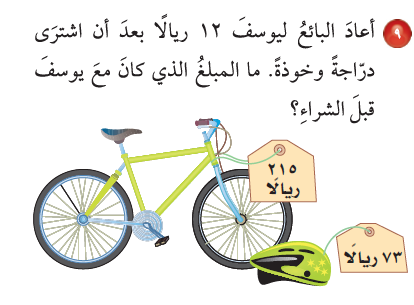 ٩ أعادَ البائعُ ليوسفَ ١٢ ريالًا بعدَ أن اشترَى
درّاجةً وخوذةً. ما المبلغُ الذي كانَ معَ يوسفَ
قبلَ الشراءِ؟
٢١٥
ريالًا
٧٣ ريالًا